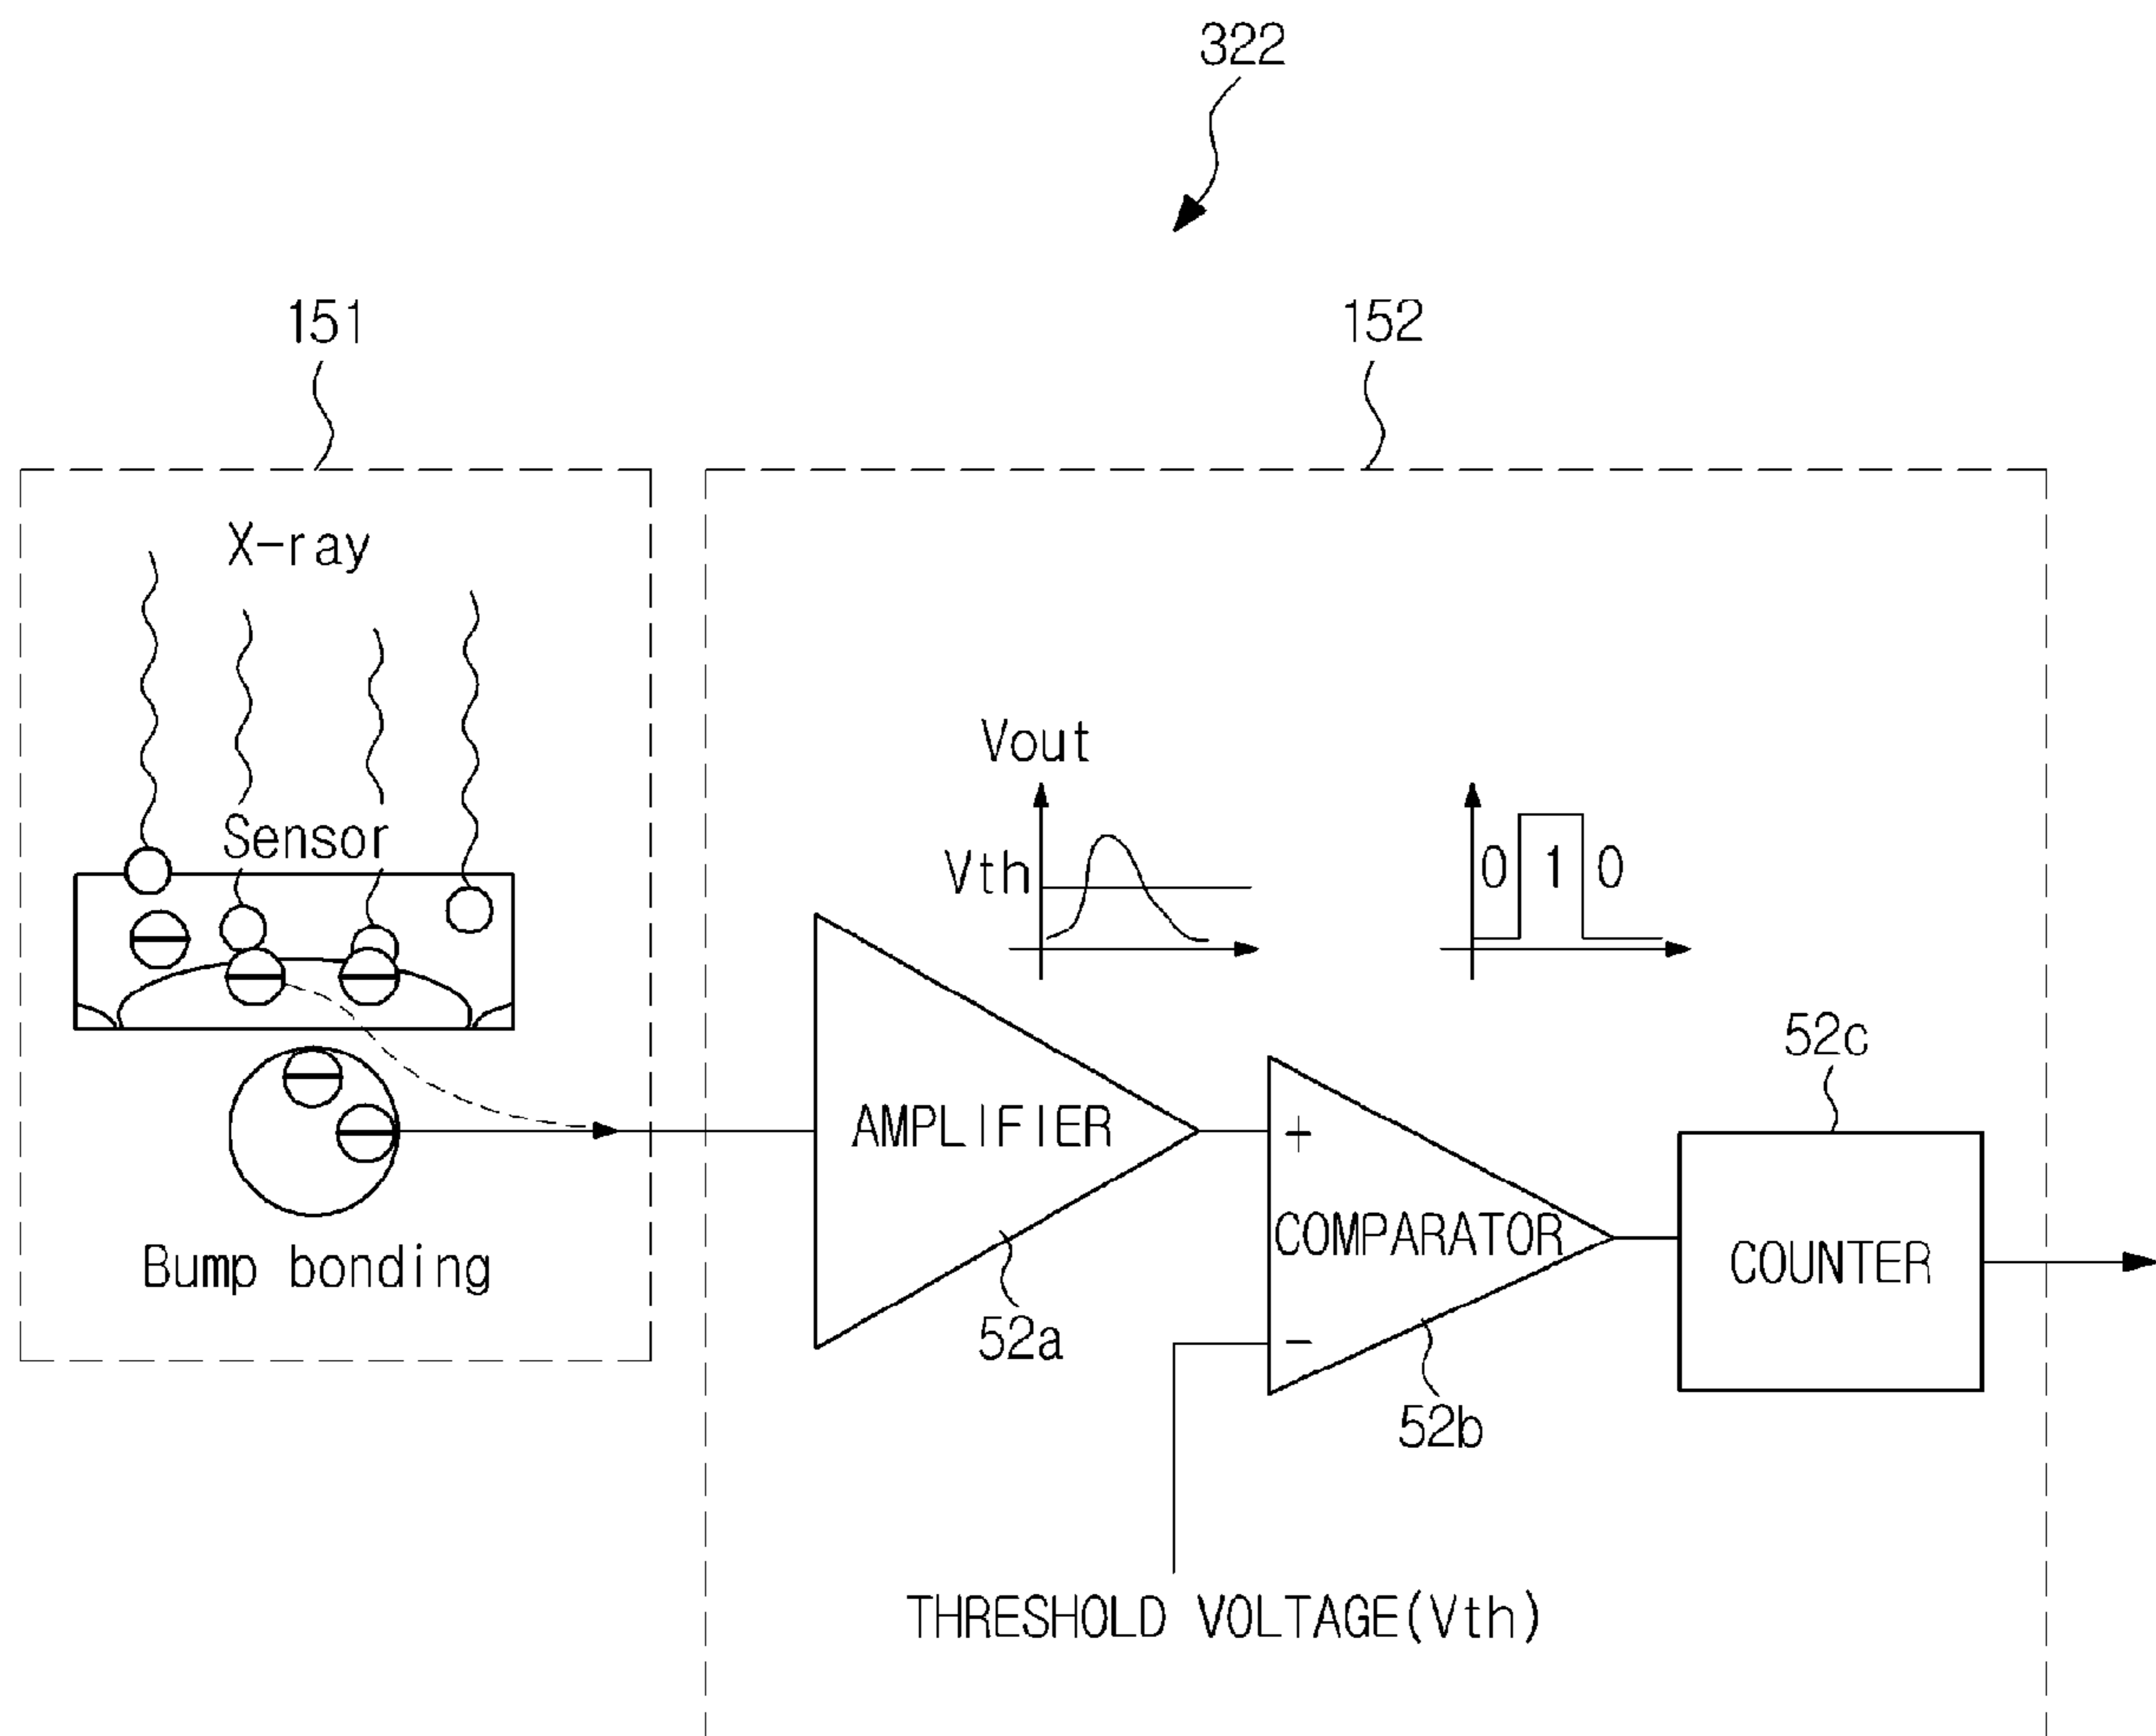 322
151
152
X-ray
Sensor
Bump bonding
Vout
Vth
0 1 0
AMPLIFIER
52a
+
COMPARATOR
-
52b
52c
COUNTER
THRESHOLD VOLTAGE(Vth)